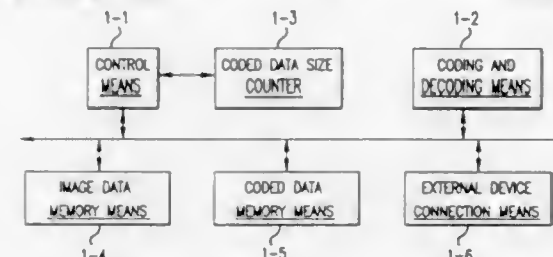 1-1
1-3
1-2
CONTROL
MEANS
CODED DATA SIZE
COUNTER
CODING AND
DECODING MEANS
IMAGE DATA
MEMORY MEANS
CODED DATA
MEMORY MEANS
EXTERNAL DEVICE
CONNECTION MEANS
1-4
1-5
1-6